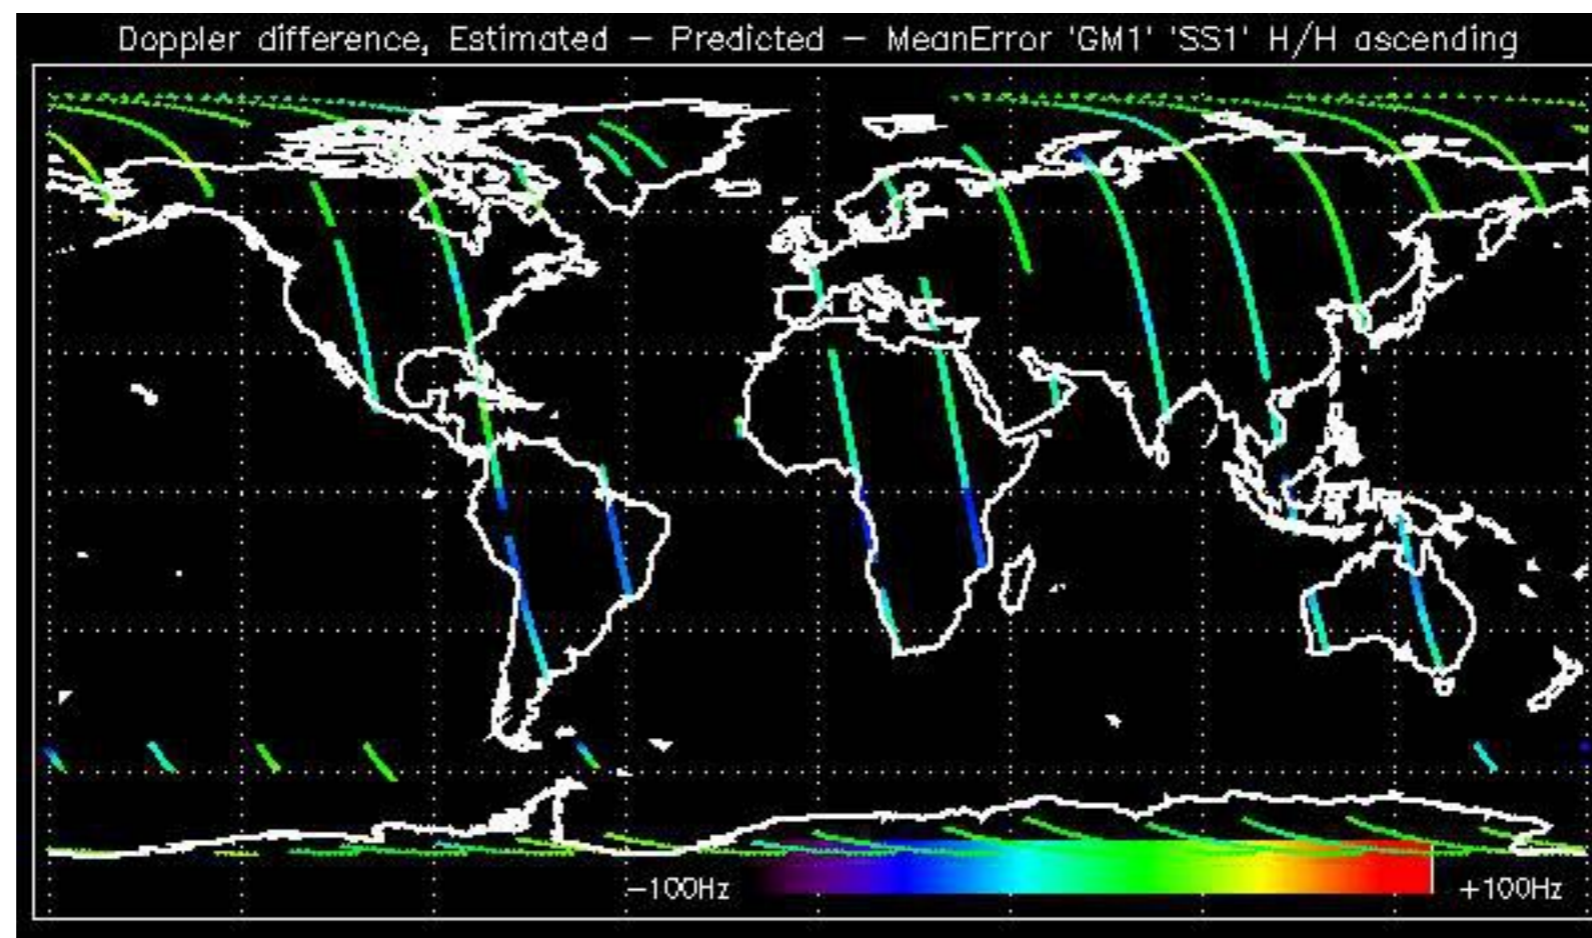 Doppler difference, Estimated − Predicted − MeanError 'GM1' 'SS1' H/H ascending
−100Hz
+100Hz